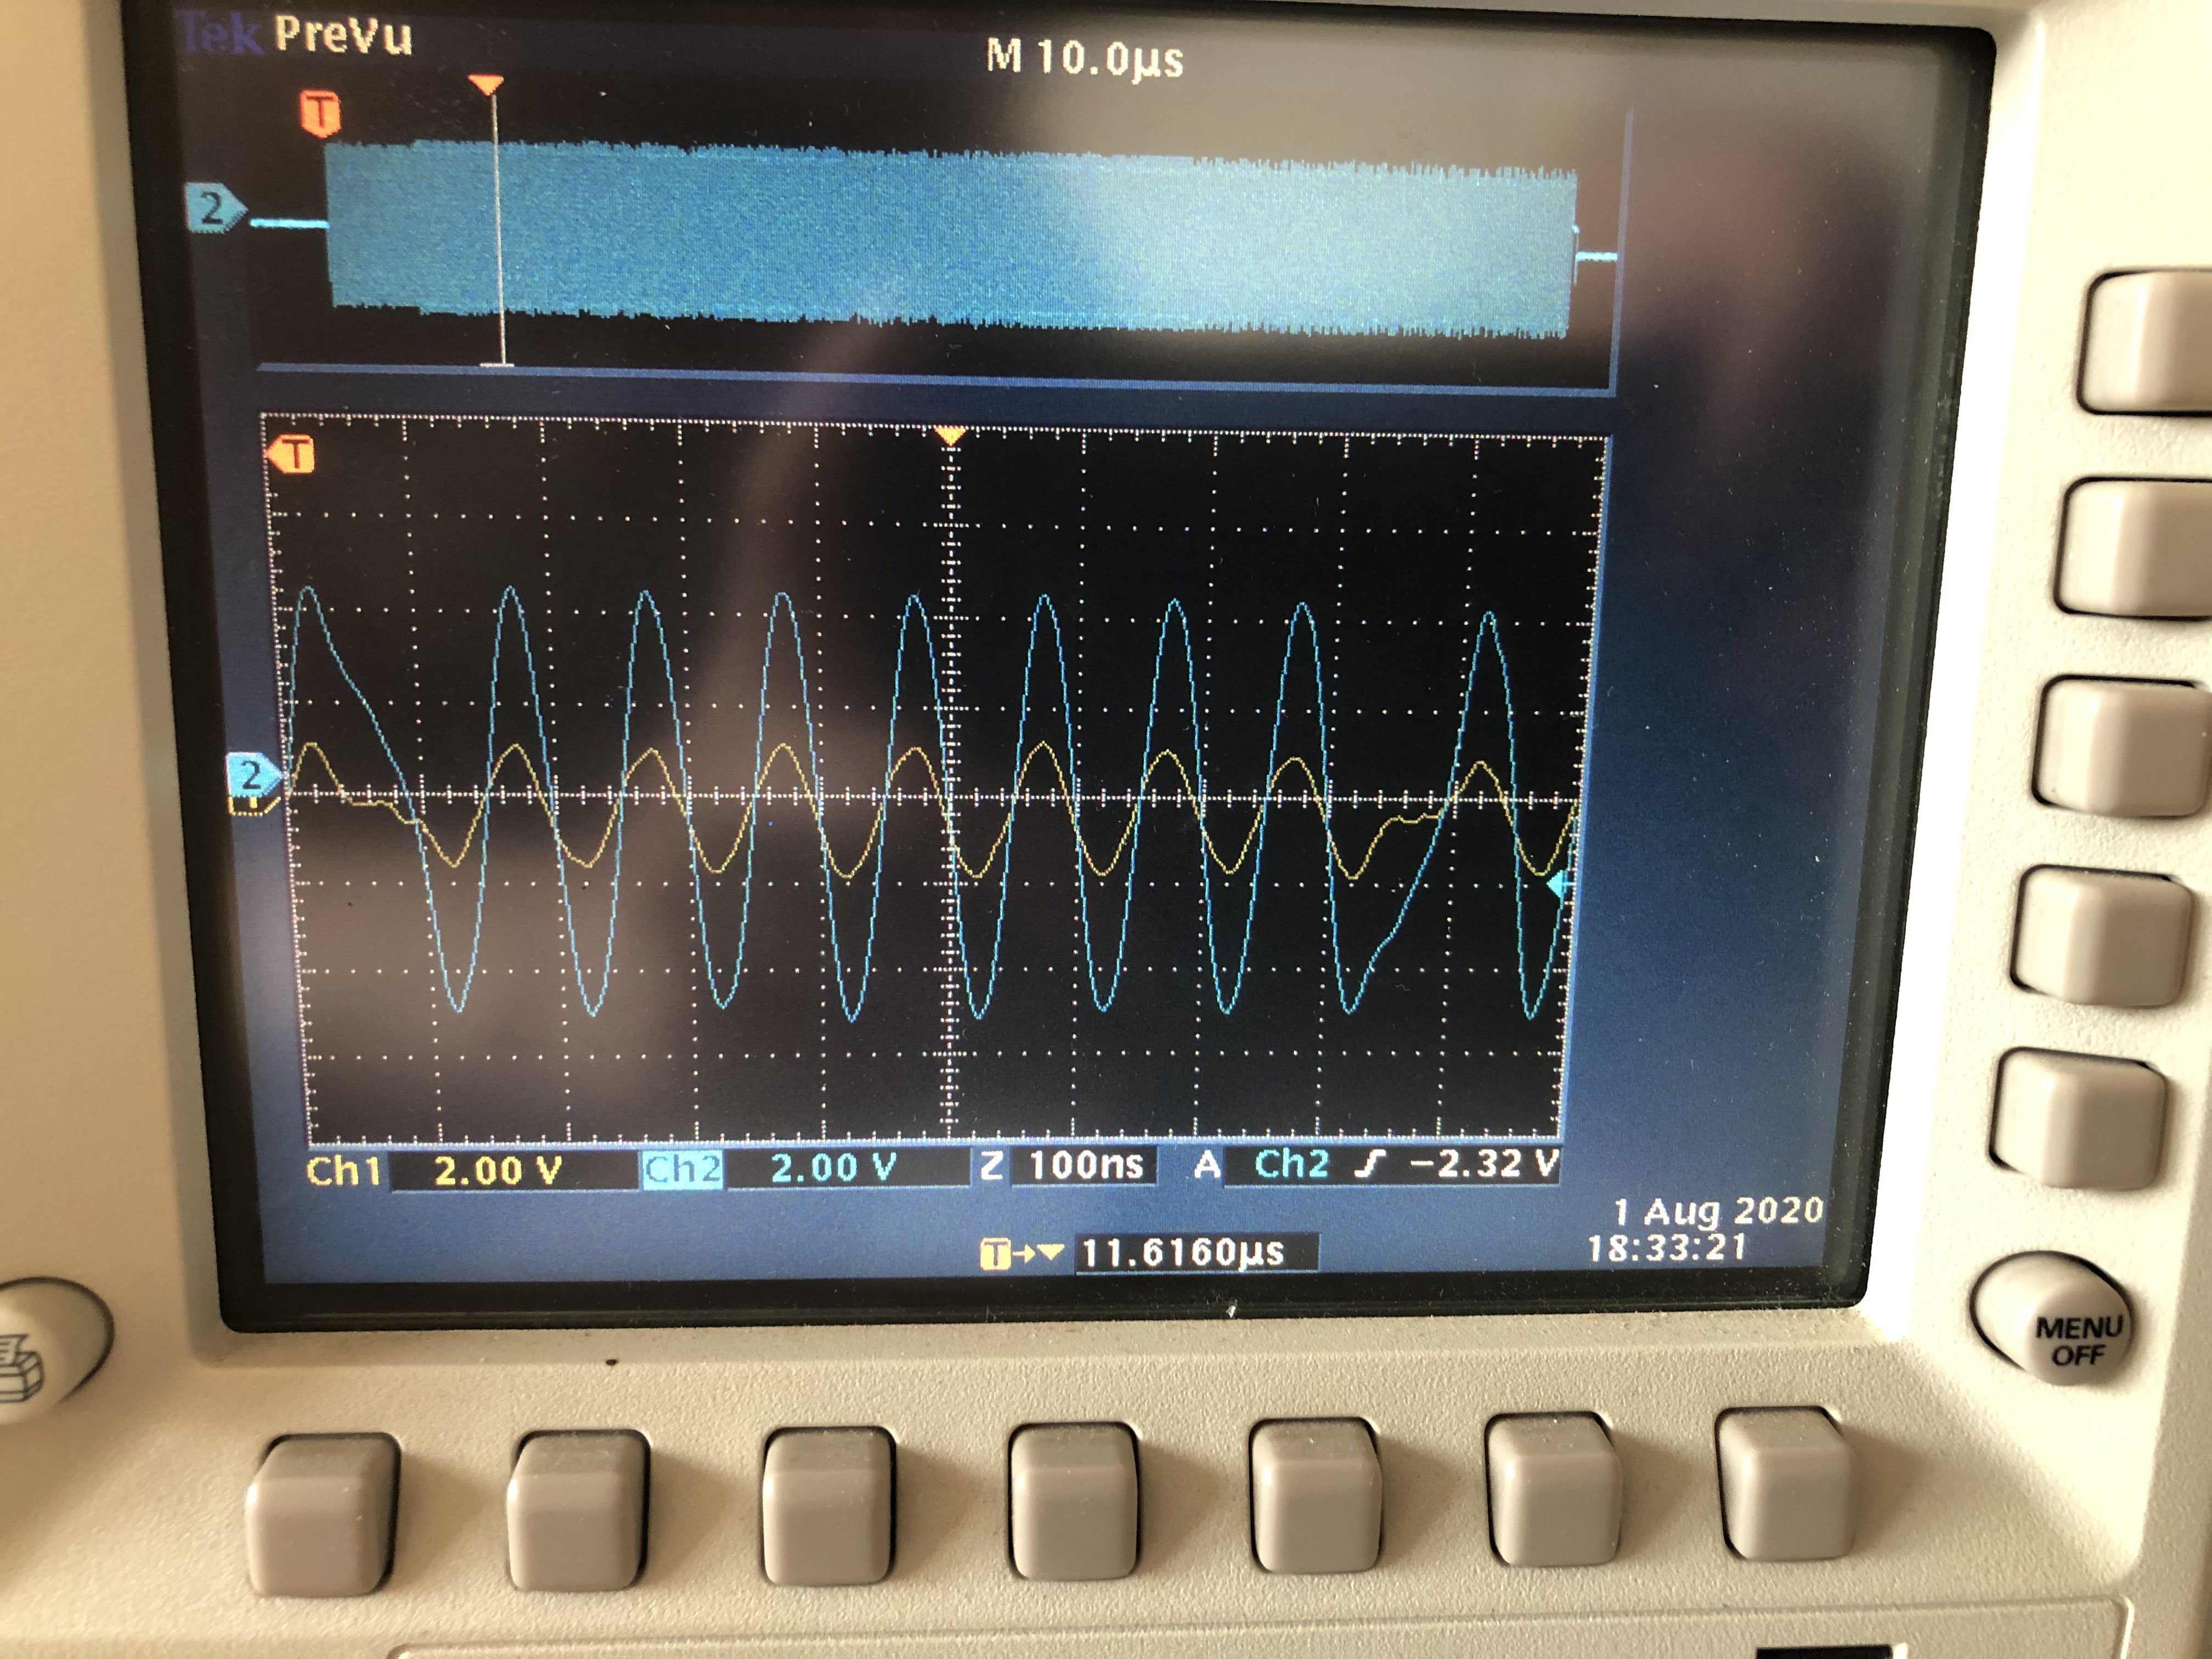 Tek PreVu
M 10.0µs
T
2
T
2
Ch1 2.00 V Ch2 2.00 V Z 100ns A Ch2 ∫ -2.32 V
1 Aug 2020
18:33:21
T→▼ 11.6160µs
MENU
OFF